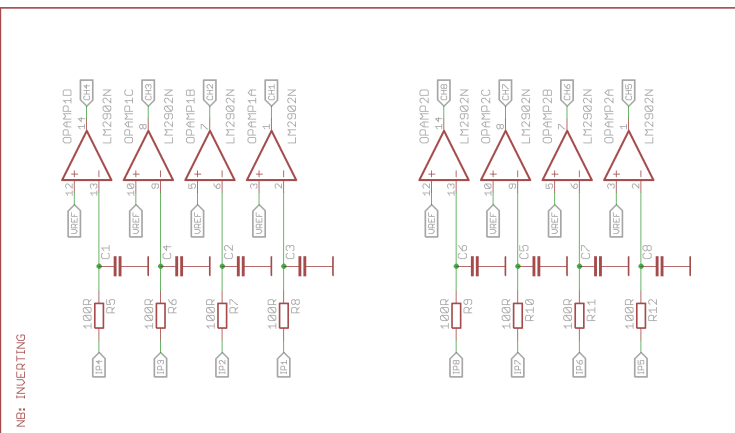 CH4
CH3
CH2
CH1
CH8
CH7
CH6
CH5
OPAMP1D
14
LM2902N
OPAMP1C
8
LM2902N
OPAMP1B
7
LM2902N
OPAMP1A
1
LM2902N
OPAMP2D
14
LM2902N
OPAMP2C
8
LM2902N
OPAMP2B
7
LM2902N
OPAMP2A
1
LM2902N
+ −
+ −
+ −
+ −
+ −
+ −
+ −
+ −
12
13
10
9
5
6
3
2
12
13
10
9
5
6
3
2
VREF
VREF
VREF
VREF
VREF
VREF
VREF
VREF
C1
C4
C2
C3
C6
C5
C7
C8
100R
R5
100R
R6
100R
R7
100R
R8
100R
R9
100R
R10
100R
R11
100R
R12
IP4
IP3
IP2
IP1
IP8
IP7
IP6
IP5
NB: INVERTING